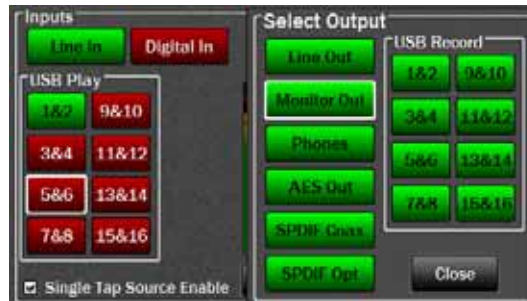 Inputs
Line In
Digital In
USB Play
1&2
9&10
3&4
11&12
5&6
13&14
7&8
15&16
Single Tap Source Enable
Select Output
Line Out
Monitor Out
Phones
AES Out
SPDIF Coax
SPDIF Opt
USB Record
1&2
9&10
3&4
11&12
5&6
13&14
7&8
15&16
Close